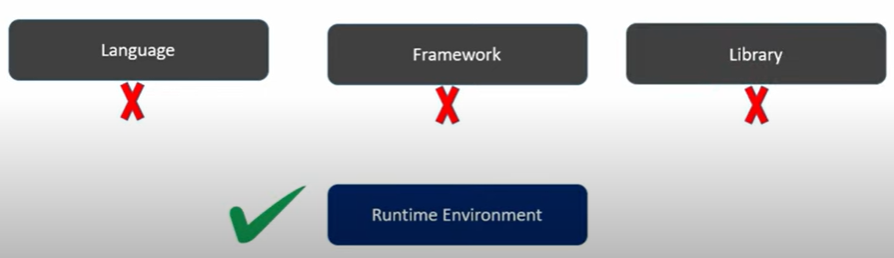 Language
Framework
Library
Runtime Environment